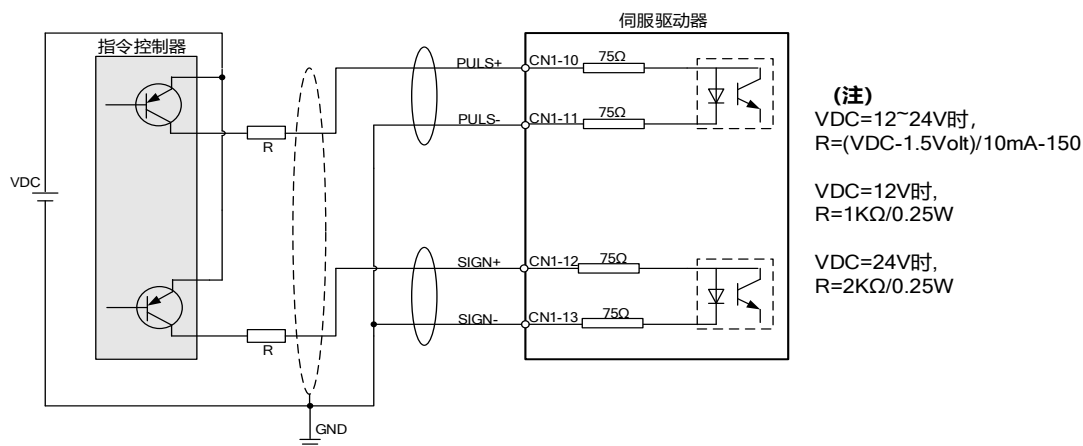 伺服驱动器
指令控制器
PULS+
CN1-10
75Ω
PULS-
CN1-11
75Ω
R
VDC
SIGN+
CN1-12
75Ω
SIGN-
CN1-13
75Ω
R
GND
(注)
VDC=12~24V时,
R=(VDC-1.5Volt)/10mA-150
VDC=12V时,
R=1KΩ/0.25W
VDC=24V时,
R=2KΩ/0.25W